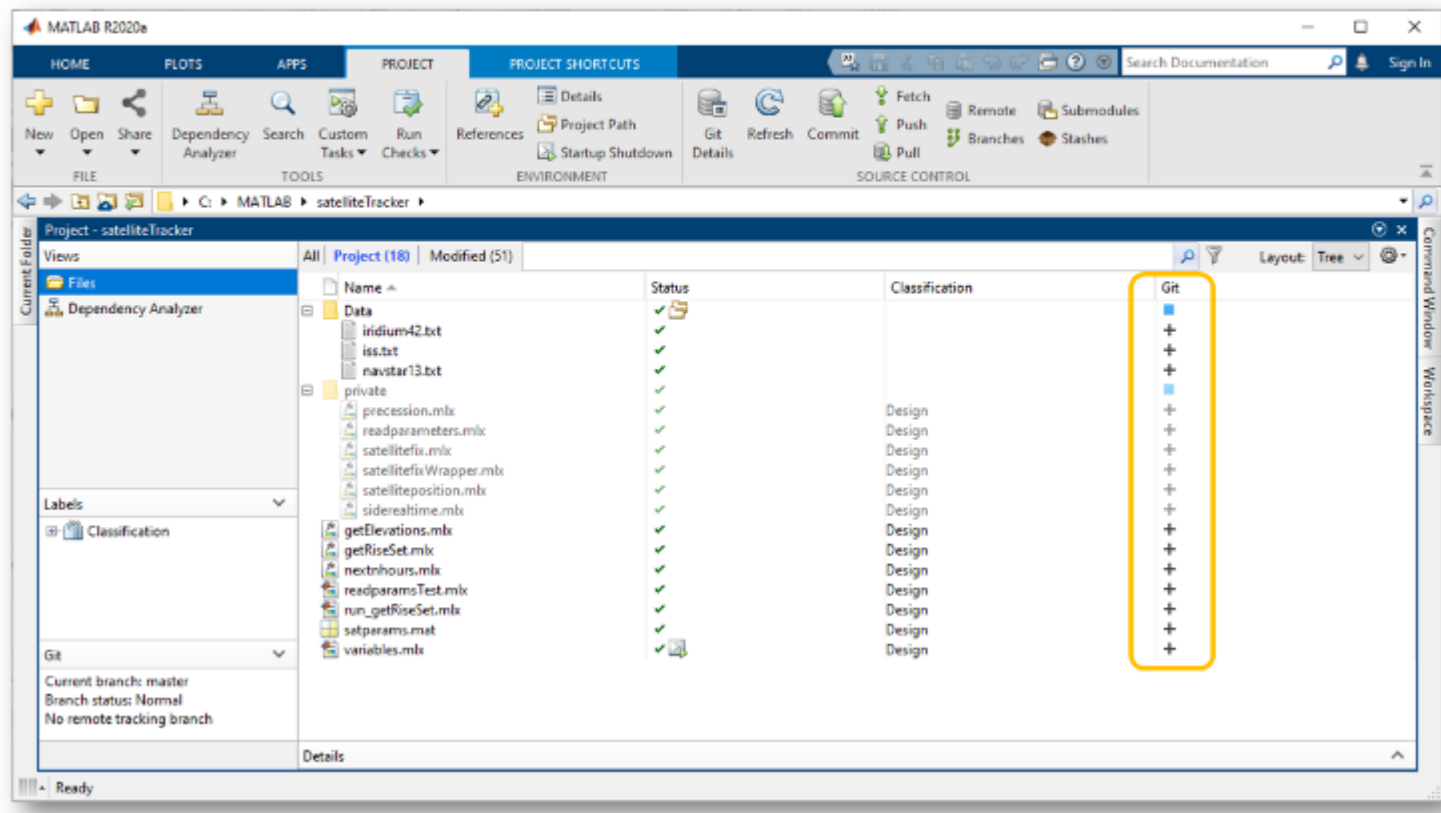 MATLAB R2020a
HOME PLOTS APPS PROJECT PROJECT SHORTCUTS Search Documentation Sign In
New Open Share Dependency Analyzer Search Custom Tasks Run Checks References Details Project Path Startup Shutdown Git Details Refresh Commit Fetch Push Pull Remote Branches Submodules Stashes
FILE TOOLS ENVIRONMENT SOURCE CONTROL
C: MATLAB satelliteTracker
Current Folder
Project - satelliteTracker
Views
Files
Dependency Analyzer
Labels
Classification
Git
Current branch: master
Branch status: Normal
No remote tracking branch
All Project (18) Modified (51) Layout: Tree
Name Status Classification Git
Data
iridium42.txt
iss.txt
navstar13.txt
private
precession.mlx Design
readparameters.mlx Design
satellitefix.mlx Design
satellitefixWrapper.mlx Design
satelliteposition.mlx Design
siderealtime.mlx Design
getElevations.mlx Design
getRiseSet.mlx Design
nextnhours.mlx Design
readparamsTest.mlx Design
run_getRiseSet.mlx Design
satparams.mat Design
variables.mlx Design
Details
Command Window
Workspace
Ready